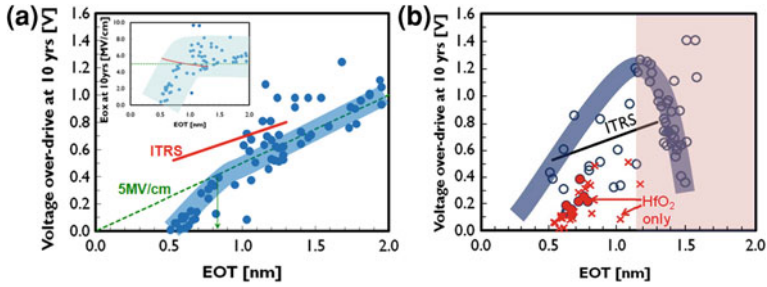 (a)
Voltage over-drive at 10 yrs [V]
1.6
1.4
1.2
1.0
0.8
0.6
0.4
0.2
0
Eox at 10yrs [MV/cm]
10.0
8.0
6.0
4.0
2.0
0.0
0.0 0.5 1.0 1.5 2.0
EOT [nm]
ITRS
5MV/cm
0.0 0.5 1.0 1.5 2.0
EOT [nm]
(b)
Voltage over-drive at 10 yrs [V]
1.6
1.4
1.2
1.0
0.8
0.6
0.4
0.2
0.0
ITRS
HfO2
only
0.0 0.5 1.0 1.5 2.0
EOT [nm]